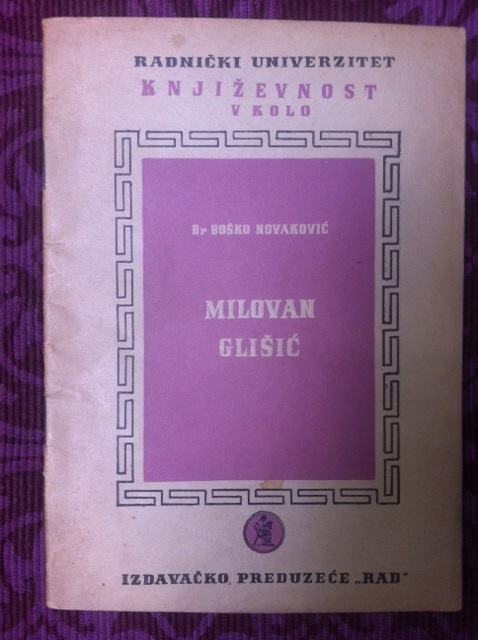 RADNIČKI UNIVERZITET
KNJIŽEVNOST
V KOLO
Dr BOŠKO NOVAKOVIĆ
MILOVAN
GLIŠIĆ
IZDAVAČKO PREDUZEĆE „RAD“